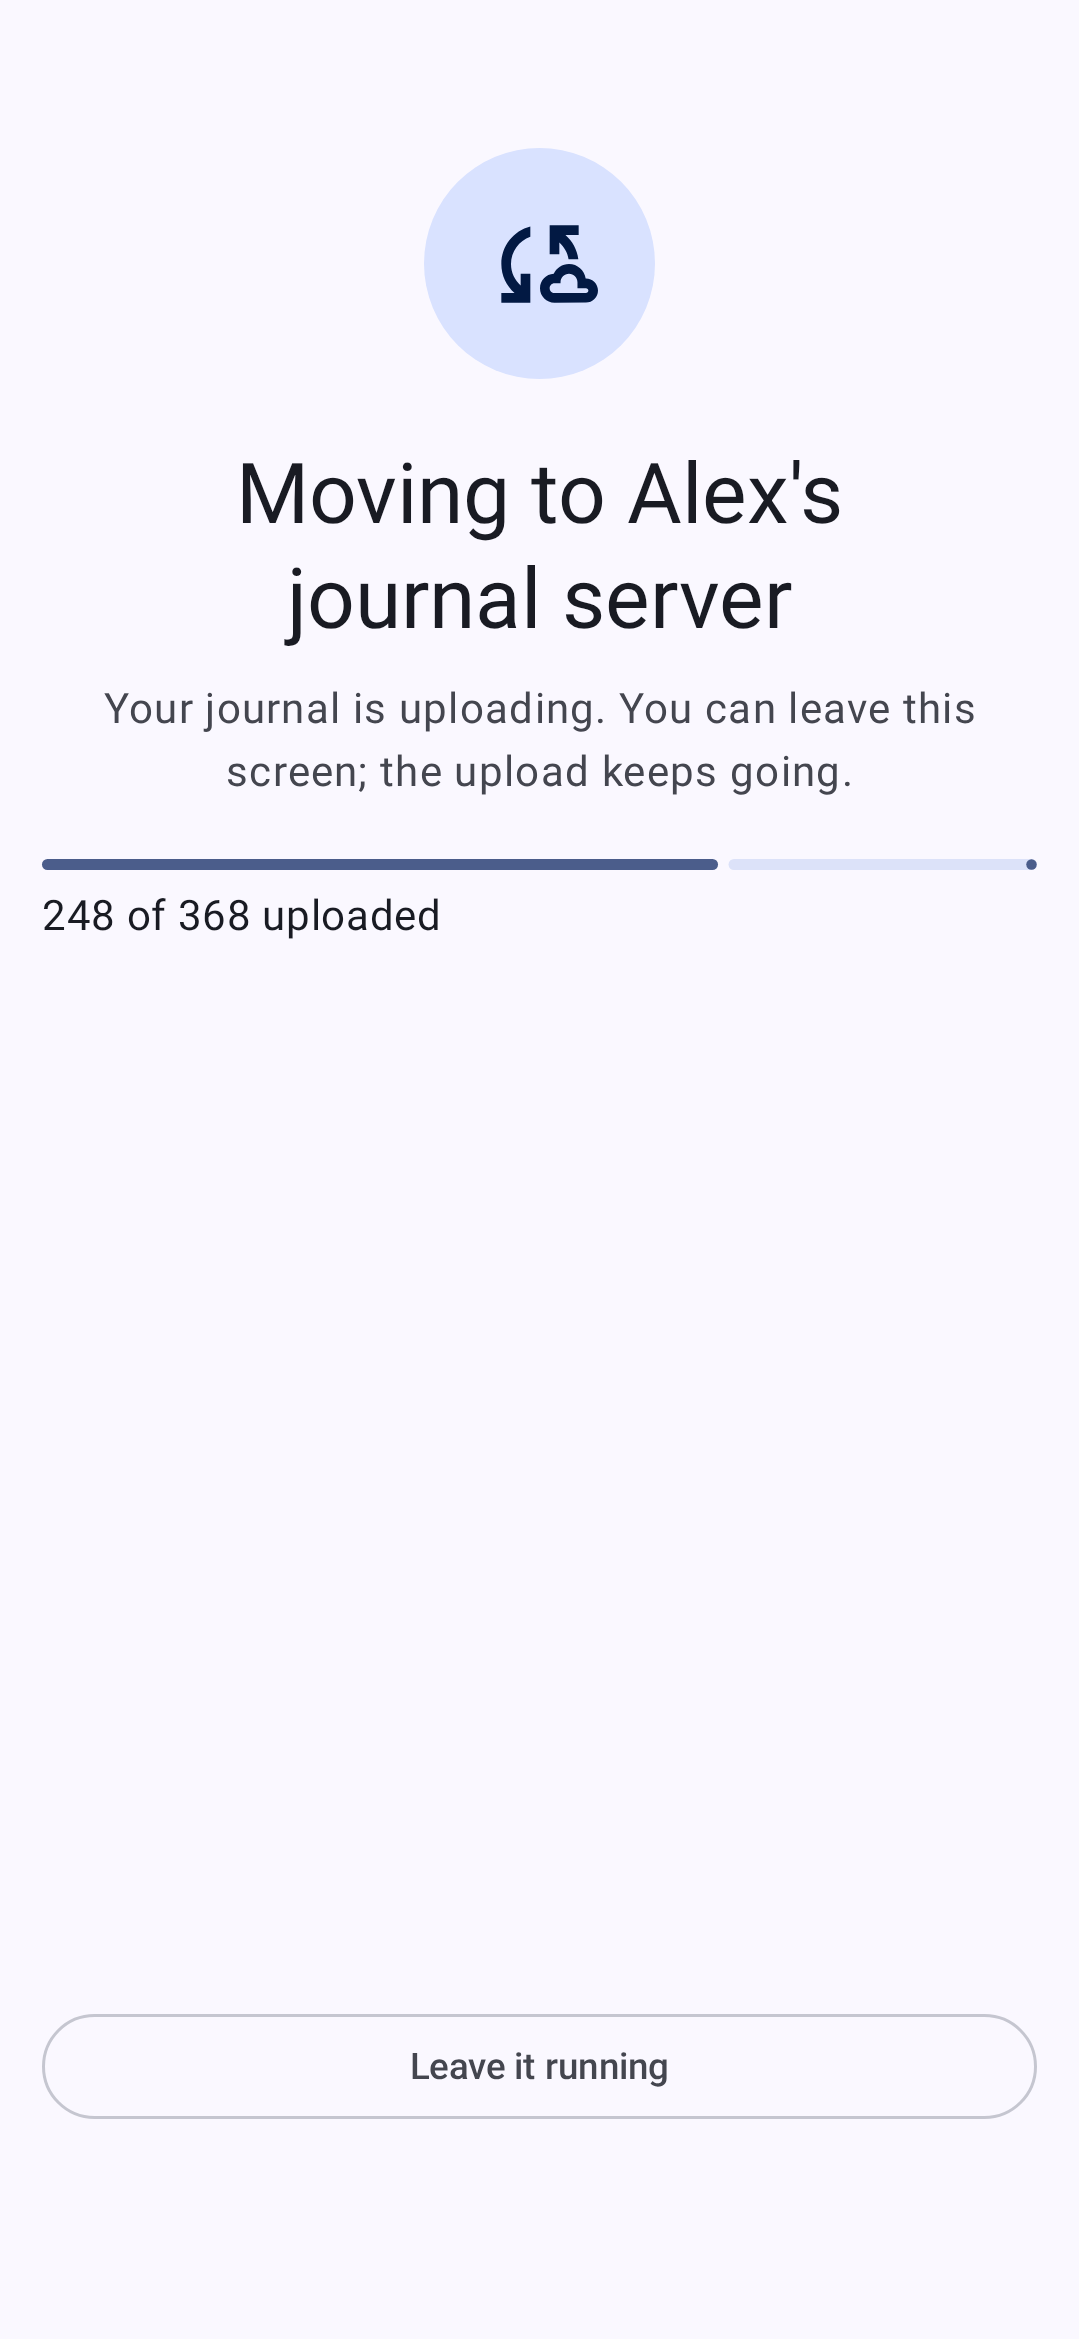 Moving to Alex's
journal server
Your journal is uploading. You can leave this
screen; the upload keeps going.
248 of 368 uploaded
Leave it running